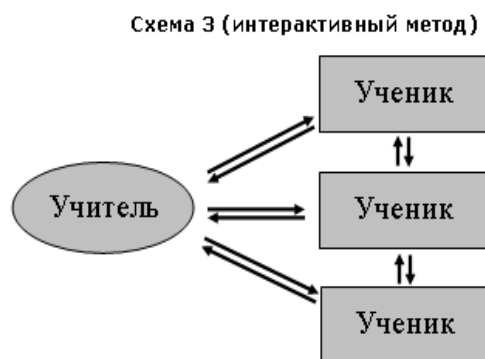 Схема 3 (интерактивный метод)
Ученик
Учитель
Ученик
Ученик